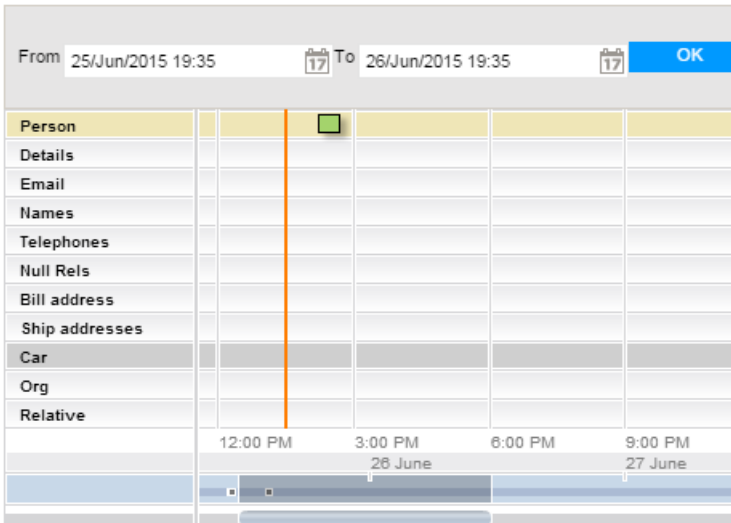 From 25/Jun/2015 19:35 17 To 26/Jun/2015 19:35 17 OK
Person
Details
Email
Names
Telephones
Null Rels
Bill address
Ship addresses
Car
Org
Relative
12:00 PM 3:00 PM 6:00 PM 9:00 PM
26 June 27 June